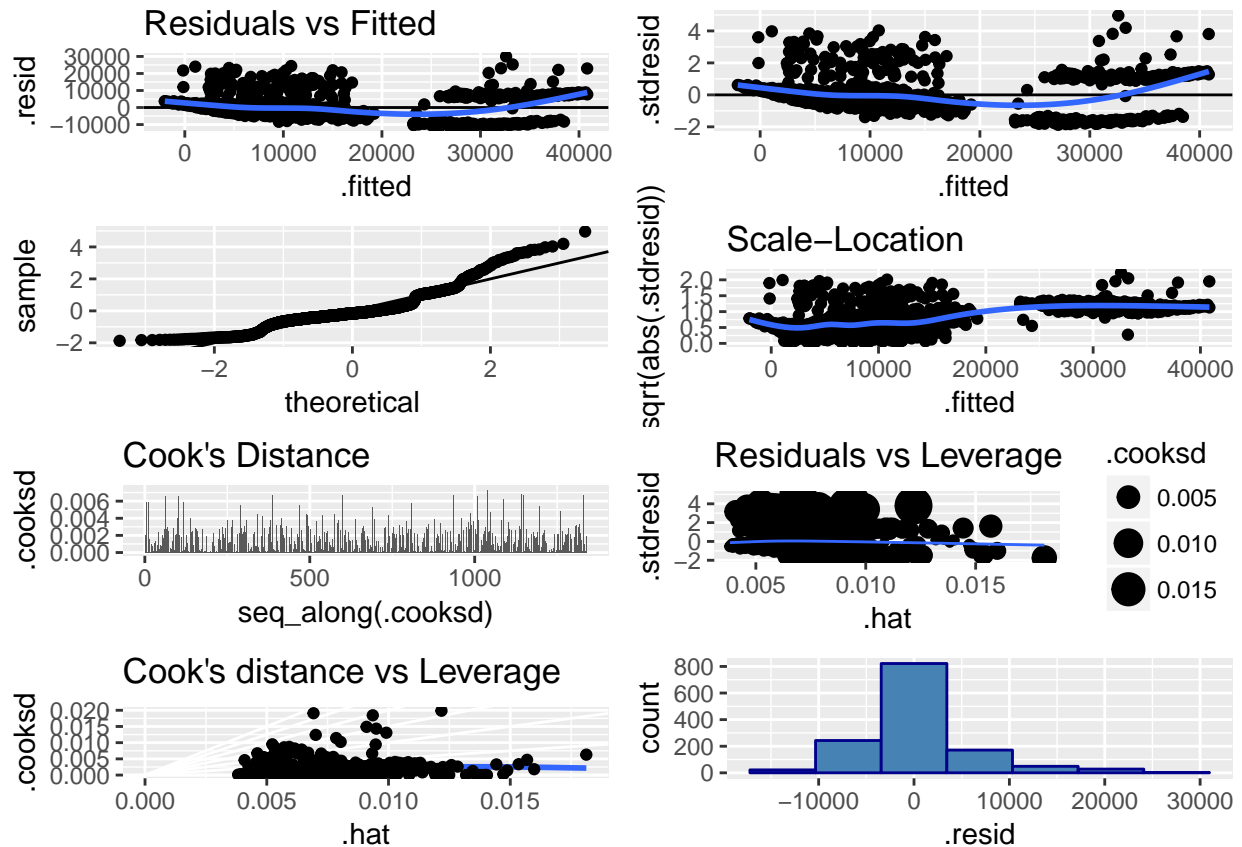 Residuals vs Fitted
.resid
30000
20000
10000
0
−10000
0 10000 20000 30000 40000
.fitted
.stdresid
4
2
0
−2
0 10000 20000 30000 40000
.fitted
sample
4
2
0
−2
−2 0 2
theoretical
Scale−Location
sqrt(abs(.stdresid))
2.0
1.5
1.0
0.5
0.0
0 10000 20000 30000 40000
.fitted
Cook's Distance
.cooksd
0.006
0.004
0.002
0.000
0 500 1000
seq_along(.cooksd)
Residuals vs Leverage
.stdresid
4
2
0
−2
0.005 0.010 0.015
.hat
.cooksd
0.005
0.010
0.015
Cook's distance vs Leverage
.cooksd
0.020
0.015
0.010
0.005
0.000
0.000 0.005 0.010 0.015
.hat
count
800
600
400
200
0
−10000 0 10000 20000 30000
.resid